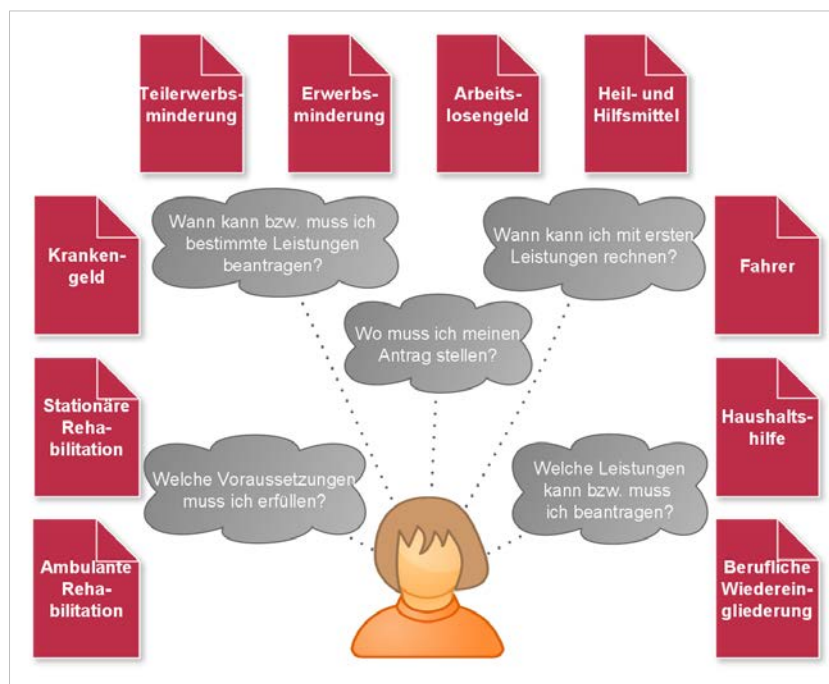 Teilerwerbs-
minderung
Erwerbs-
minderung
Arbeits-
losengeld
Heil- und
Hilfsmittel
Kranken-
geld
Wann kann bzw. muss ich
bestimmte Leistungen
beantragen?
Wann kann ich mit ersten
Leistungen rechnen?
Fahrer
Wo muss ich meinen
Antrag stellen?
Stationäre
Reha-
bilitation
Haushalts-
hilfe
Welche Voraussetzungen
muss ich erfüllen?
Welche Leistungen
kann bzw. muss
ich beantragen?
Ambulante
Reha-
bilitation
Berufliche
Wiederein-
gliederung